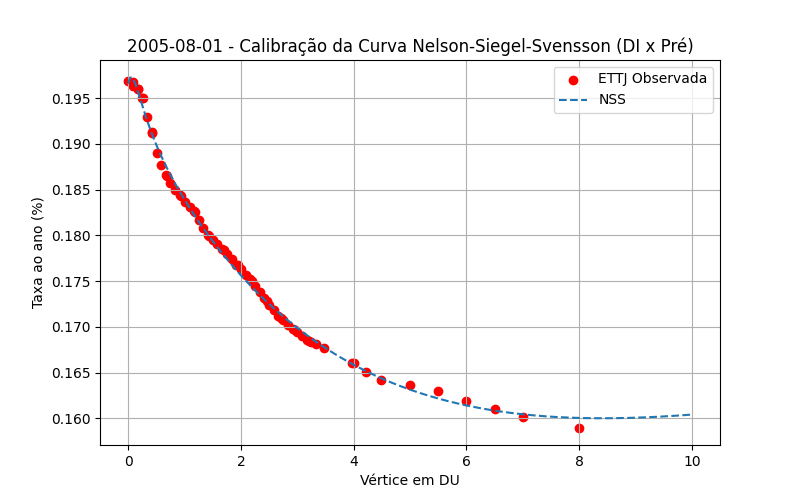 2005-08-01 - Calibração da Curva Nelson-Siegel-Svensson (DI x Pré)
ETTJ Observada
NSS
Taxa ao ano (%)
0.195
0.190
0.185
0.180
0.175
0.170
0.165
0.160
0 2 4 6 8 10
Vértice em DU